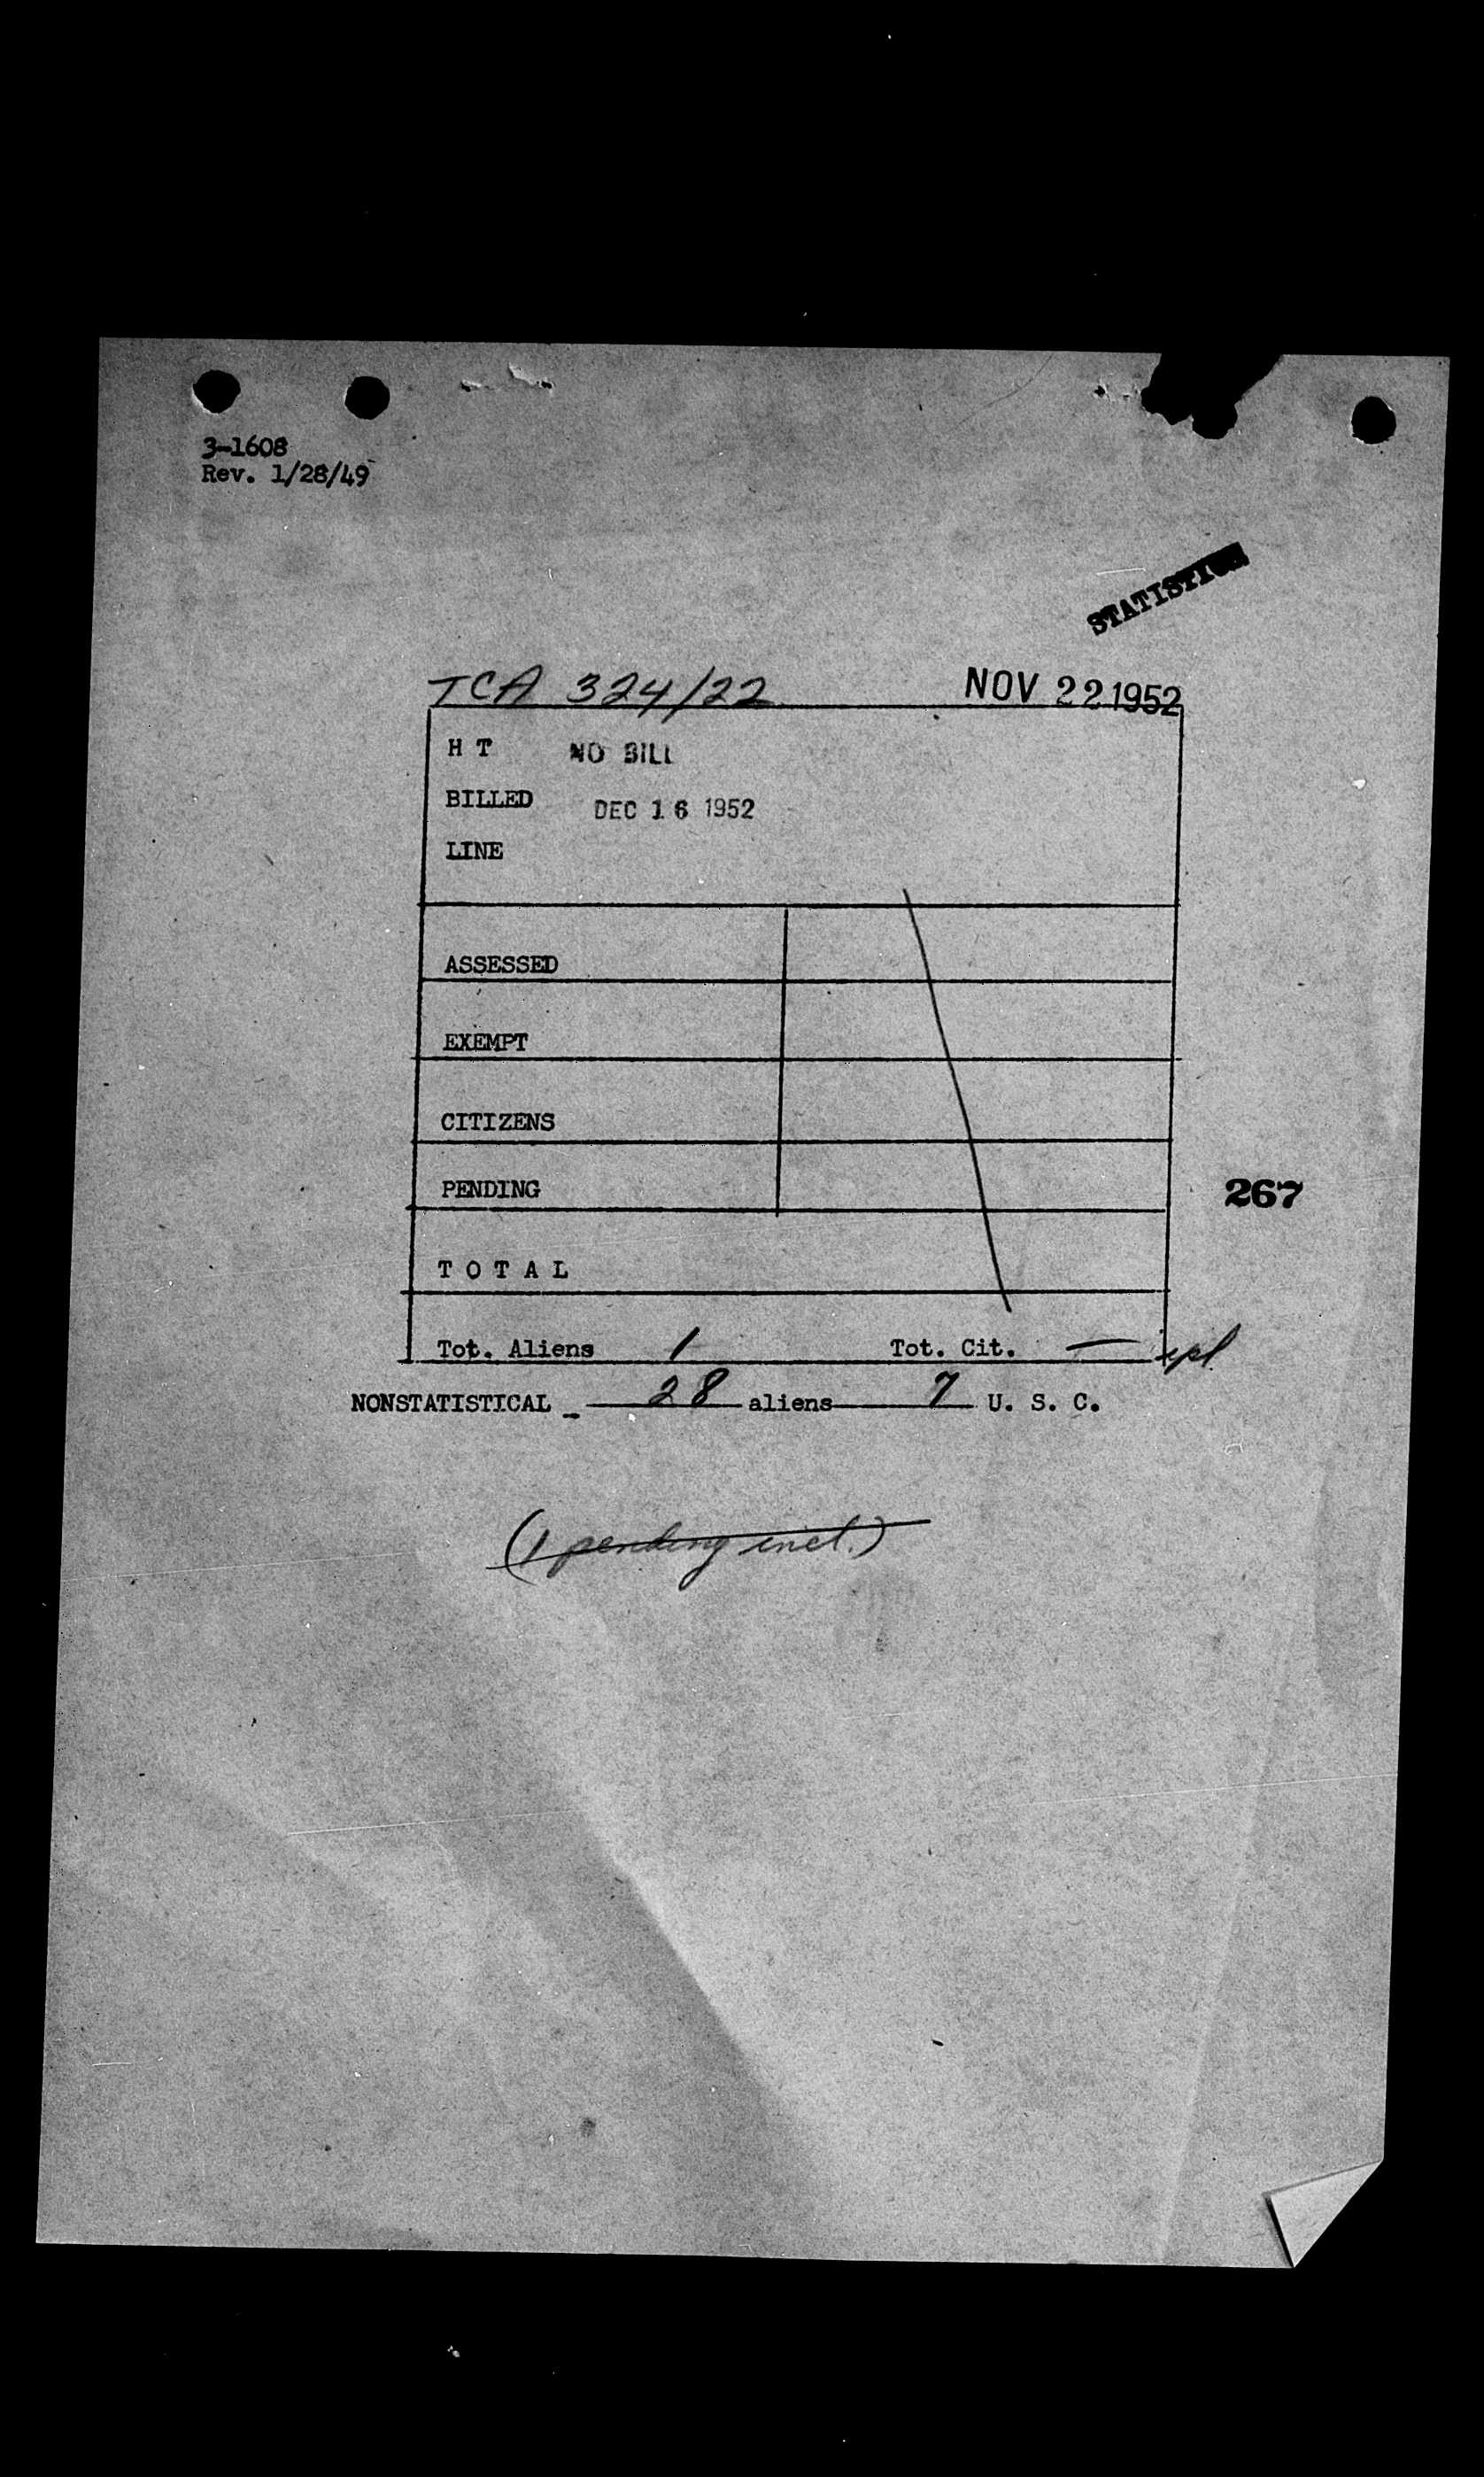 3-1608
Rev. 1/28/49
STATISTICS
TCA 324/22 NOV 22 1952
H T NO BILL
BILLED DEC 16 1952
LINE
ASSESSED
EXEMPT
CITIZENS
PENDING
267
T O T A L
Tot. Aliens 1 Tot. Cit. —
NONSTATISTICAL - 28 aliens 7 U. S. C.
(1 pending incl.)